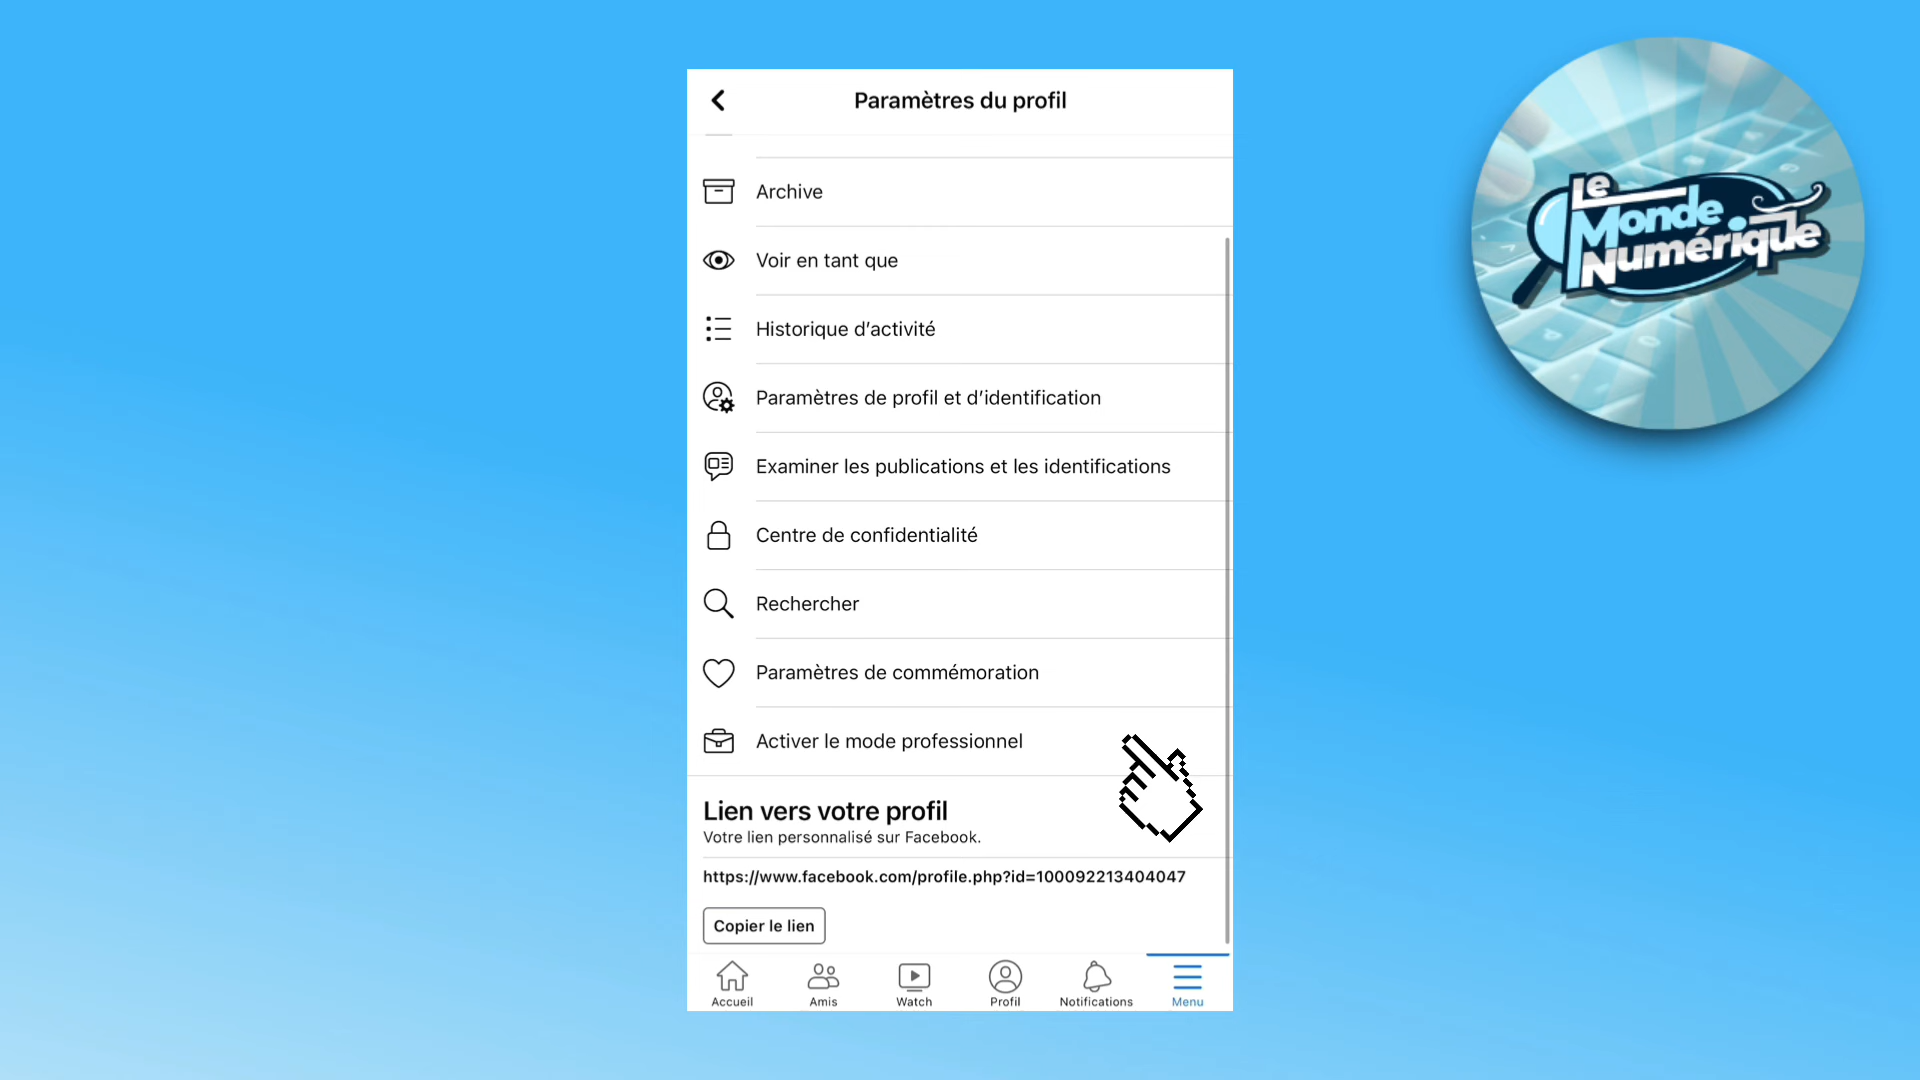 Paramètres du profil
Archive
Voir en tant que
Historique d’activité
Paramètres de profil et d’identification
Examiner les publications et les identifications
Centre de confidentialité
Rechercher
Paramètres de commémoration
Activer le mode professionnel
Lien vers votre profil
Votre lien personnalisé sur Facebook.
https://www.facebook.com/profile.php?id=100092213404047
Copier le lien
Accueil
Amis
Watch
Profil
Notifications
Menu
Le
Monde
Numérique